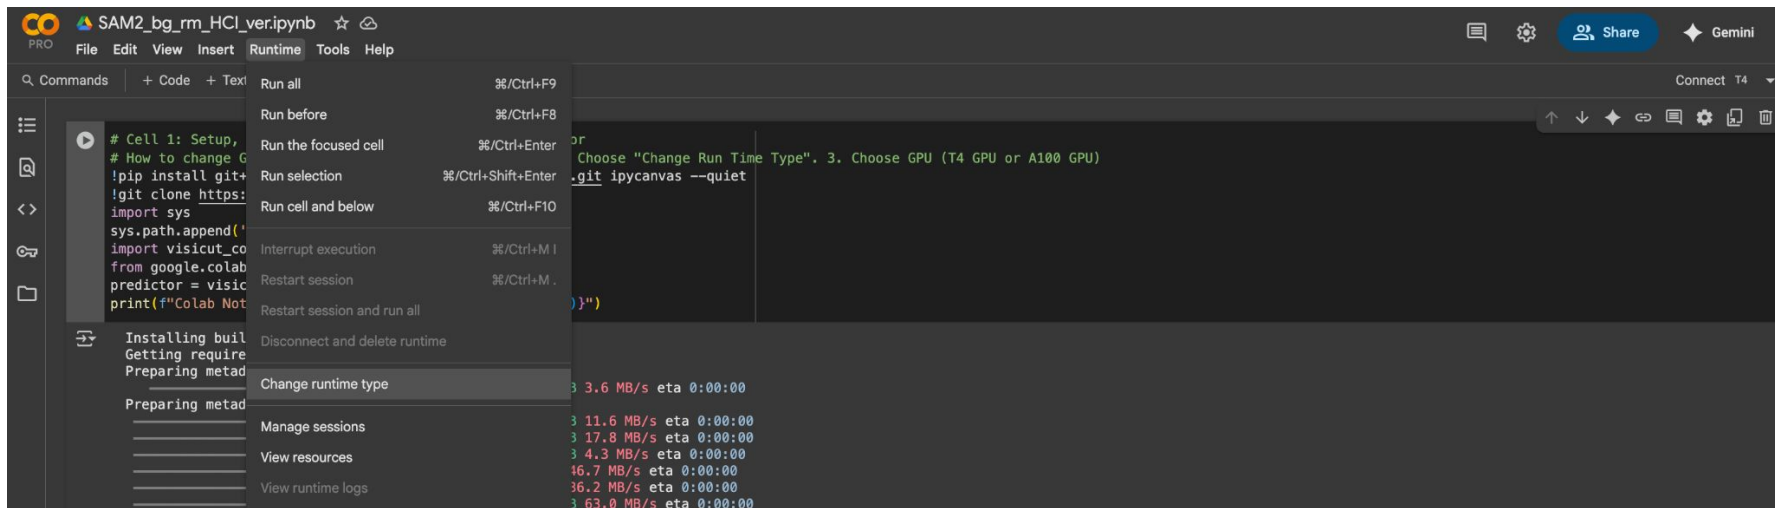 SAM2_bg_rm_HCI_ver.ipynb
PRO
File Edit View Insert Runtime Tools Help
Share
Gemini
Commands + Code + Text
Connect T4
Run all ⌘/Ctrl+F9
Run before ⌘/Ctrl+F8
Run the focused cell ⌘/Ctrl+Enter
Run selection ⌘/Ctrl+Shift+Enter
Run cell and below ⌘/Ctrl+F10
Interrupt execution ⌘/Ctrl+M I
Restart session ⌘/Ctrl+M .
Restart session and run all
Disconnect and delete runtime
Change runtime type
Manage sessions
View resources
View runtime logs
# Cell 1: Setup, or
# How to change G Choose "Change Run Time Type". 3. Choose GPU (T4 GPU or A100 GPU)
!pip install git+ .git ipycanvas --quiet
!git clone https:
import sys
sys.path.append('
import visicut_co
from google.colab
predictor = visic
print(f"Colab Not )}")
Installing buil
Getting require
Preparing metad
3.6 MB/s eta 0:00:00
Preparing metad
11.6 MB/s eta 0:00:00
17.8 MB/s eta 0:00:00
4.3 MB/s eta 0:00:00
46.7 MB/s eta 0:00:00
36.2 MB/s eta 0:00:00
63.0 MB/s eta 0:00:00